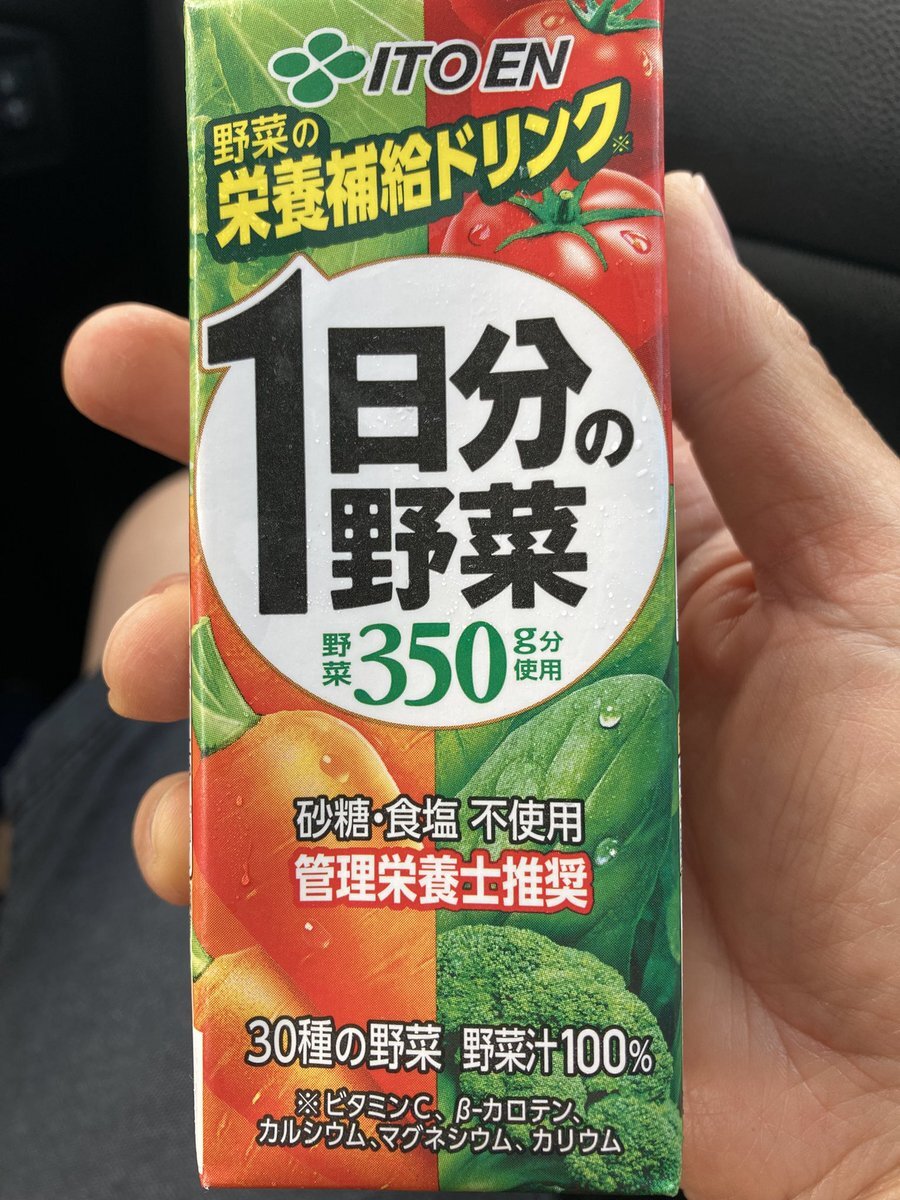 ITO EN
野菜の
栄養補給ドリンク※
1日分の
野菜
野菜350g分使用
砂糖・食塩 不使用
管理栄養士推奨
30種の野菜 野菜汁100%
※ビタミンC、β-カロテン、
カルシウム、マグネシウム、カリウム